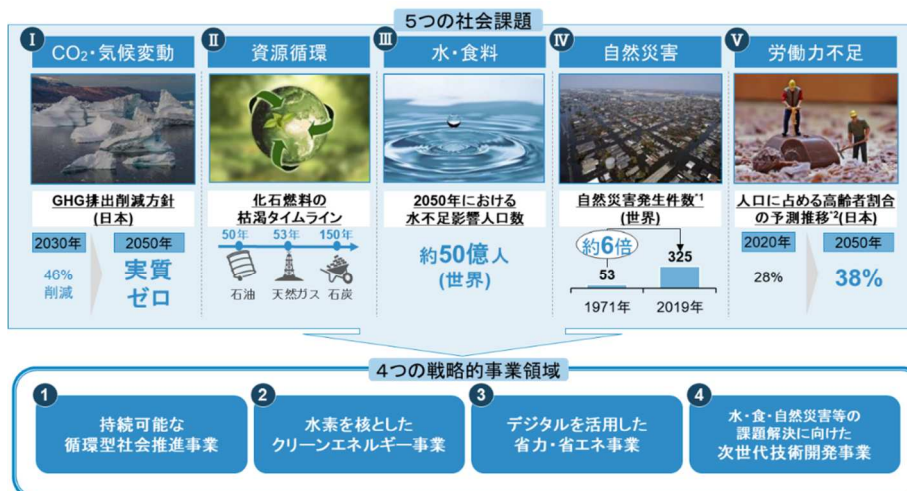 5つの社会課題
I
CO₂・気候変動
GHG排出削減方針
(日本)
2030年
2050年
46%
削減
実質
ゼロ
II
資源循環
化石燃料の
枯渇タイムライン
50年
53年
150年
石油
天然ガス
石炭
III
水・食料
2050年における
水不足影響人口数
約50億人
(世界)
IV
自然災害
自然災害発生件数*1
(世界)
約6倍
53
325
1971年
2019年
V
労働力不足
人口に占める高齢者割合
の予測推移*2(日本)
2020年
2050年
28%
38%
4つの戦略的事業領域
1
持続可能な
循環型社会推進事業
2
水素を核とした
クリーンエネルギー事業
3
デジタルを活用した
省力・省エネ事業
4
水・食・自然災害等の
課題解決に向けた
次世代技術開発事業